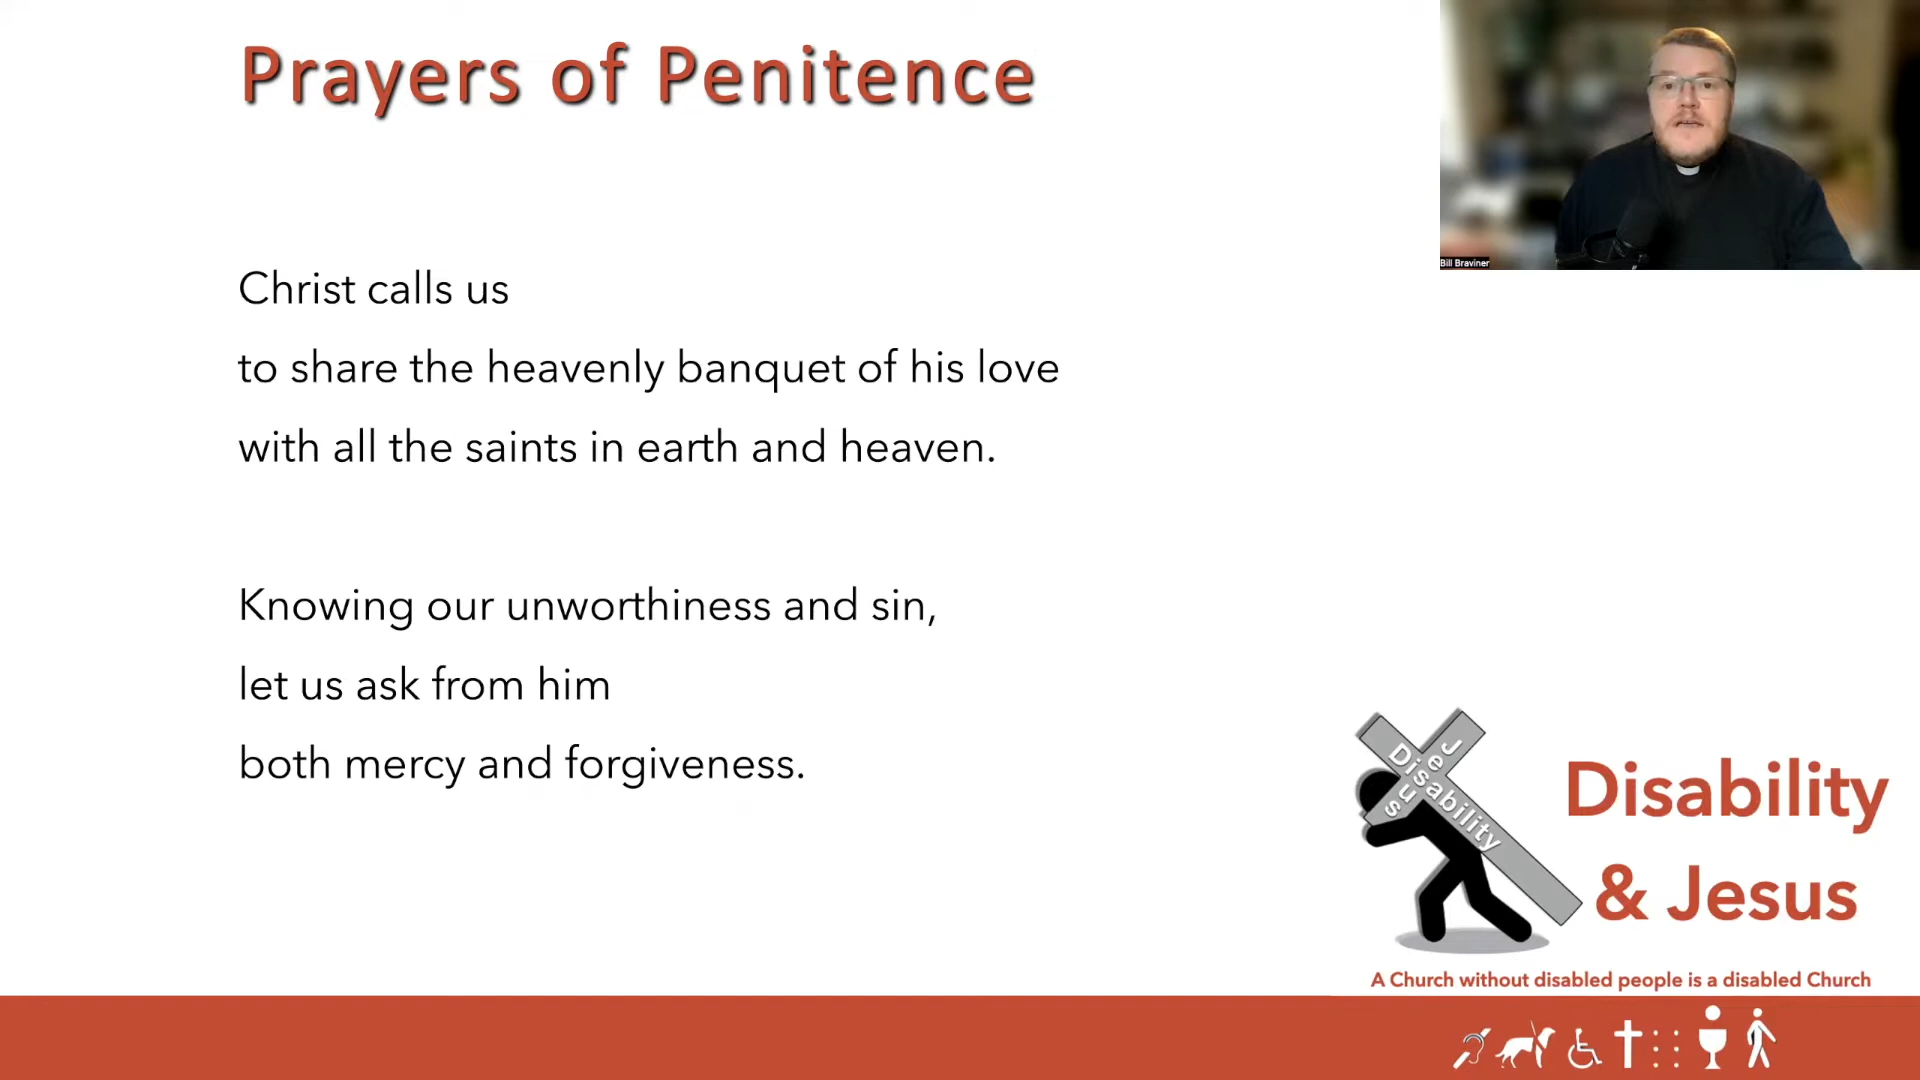 Prayers of Penitence
Bill Braviner
Christ calls us
to share the heavenly banquet of his love
with all the saints in earth and heaven.
Knowing our unworthiness and sin,
let us ask from him
both mercy and forgiveness.
Jesus
Disability
Disability
& Jesus
A Church without disabled people is a disabled Church